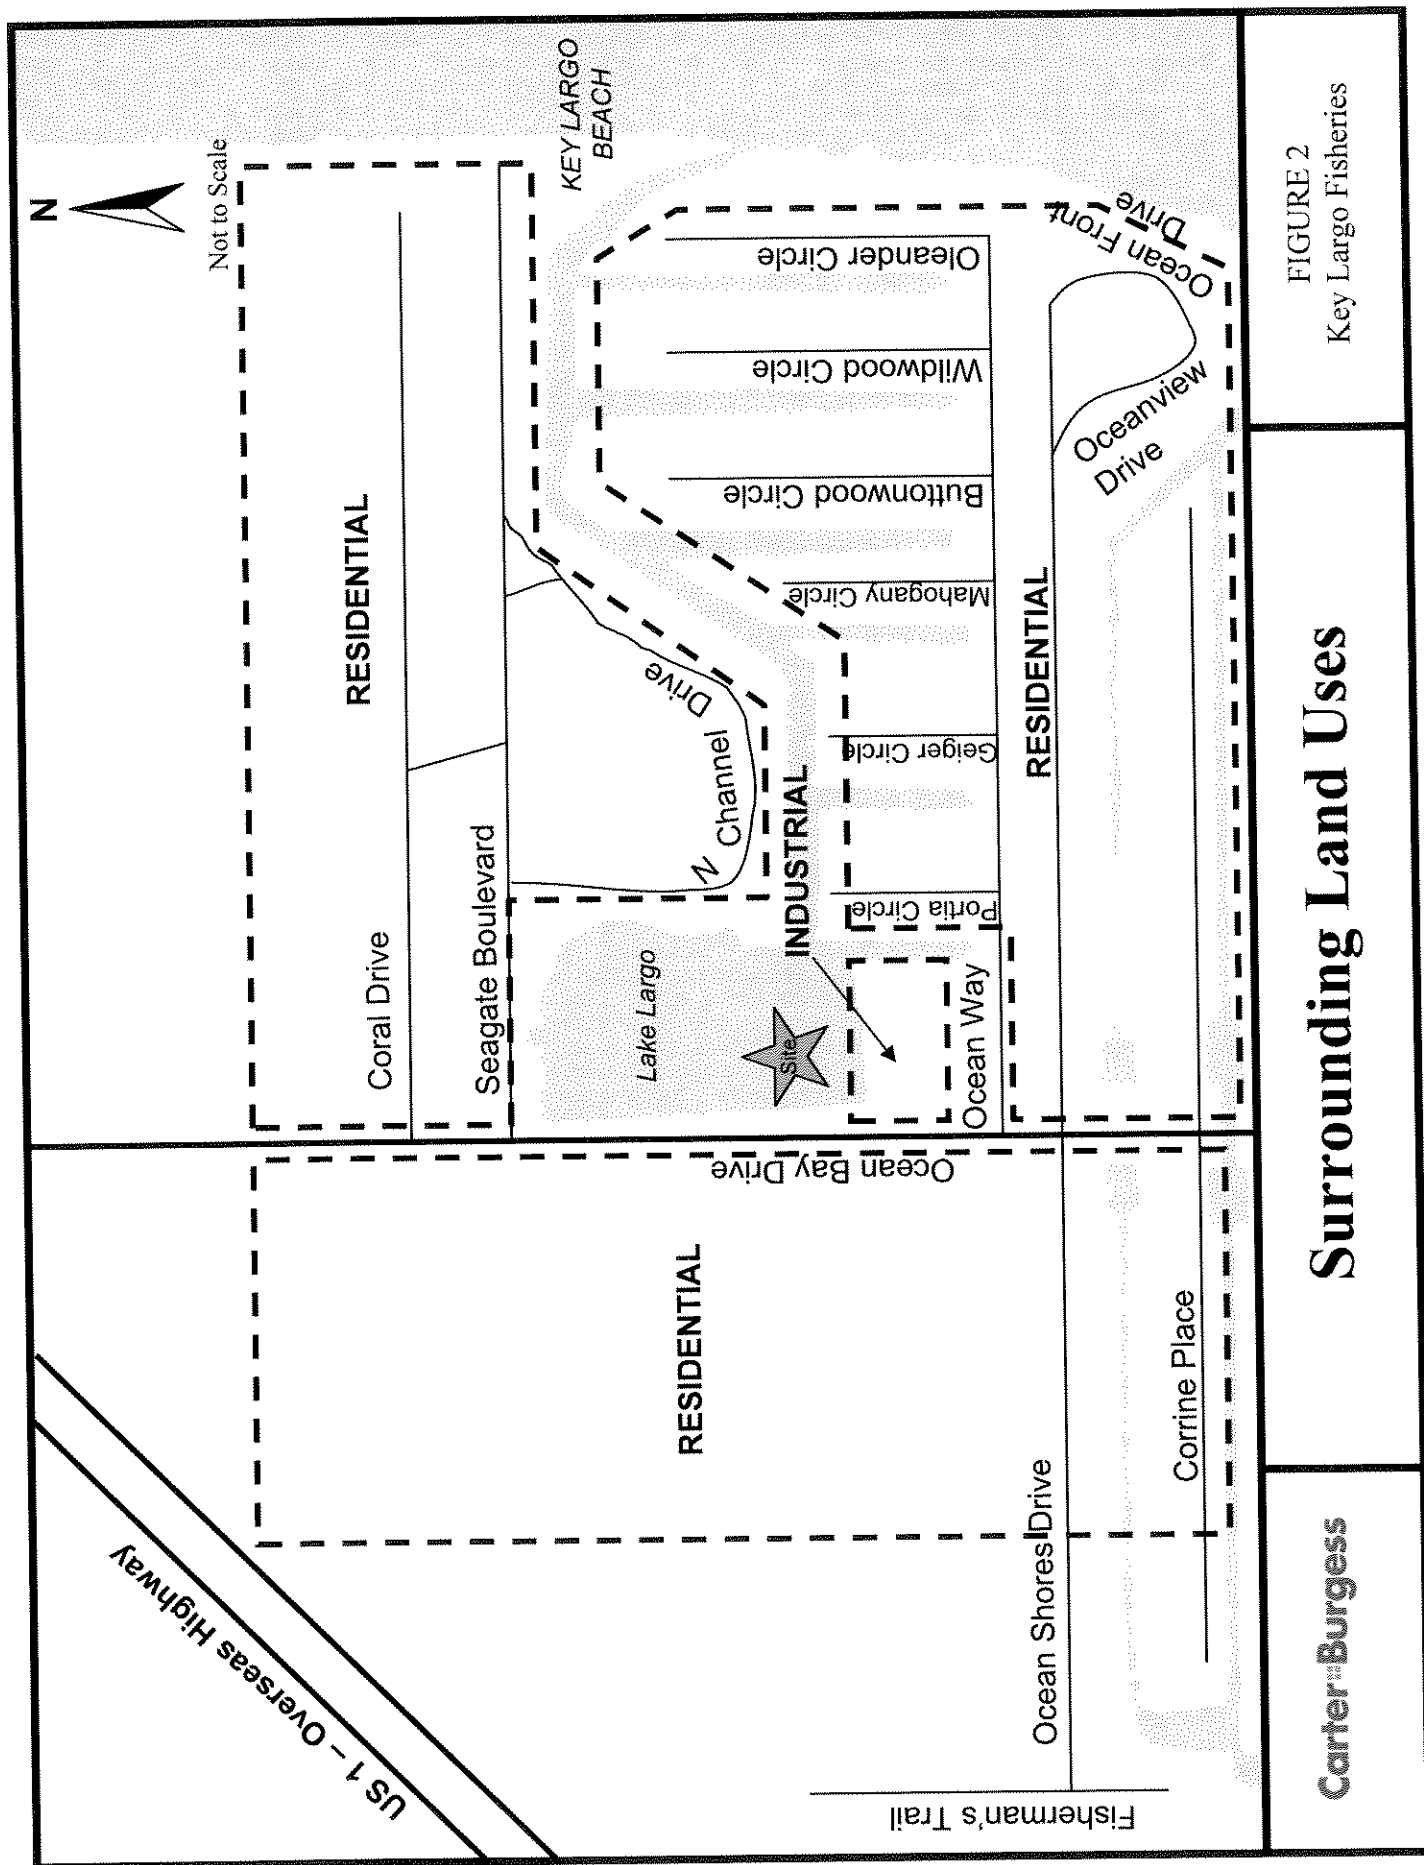 N
Not to Scale
US 1 – Overseas Highway
RESIDENTIAL
Coral Drive
Seagate Boulevard
KEY LARGO
BEACH
N Channel Drive
Lake Largo
Site
INDUSTRIAL
RESIDENTIAL
Ocean Bay Drive
Ocean Way
Portia Circle
Geiger Circle
Mahogany Circle
Buttonwood Circle
Wildwood Circle
Oleander Circle
Ocean Front
Drive
RESIDENTIAL
Oceanview
Drive
Ocean Shores Drive
Corrine Place
Fisherman's Trail
Carter Burgess
Surrounding Land Uses
FIGURE 2
Key Largo Fisheries